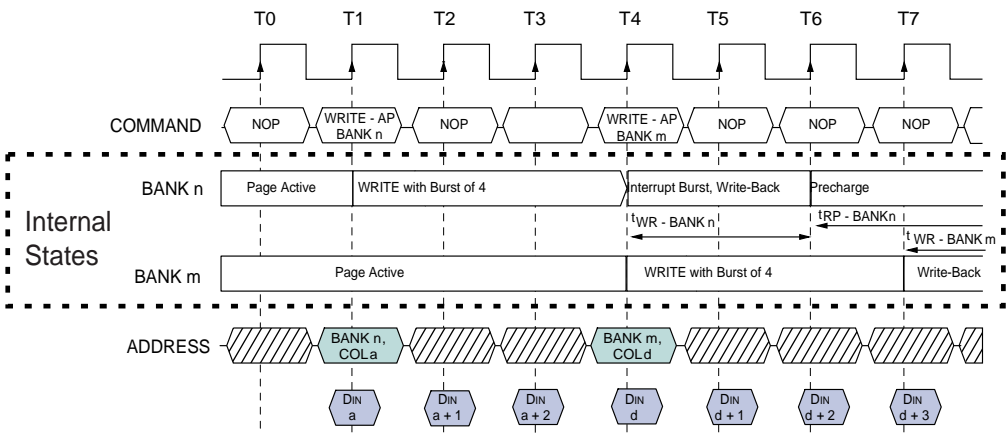 T0 T1 T2 T3 T4 T5 T6 T7
COMMAND NOP WRITE - AP BANK n NOP WRITE - AP BANK m NOP NOP NOP
BANK n Page Active WRITE with Burst of 4 Interrupt Burst, Write-Back Precharge
Internal States
tWR - BANK n tRP - BANKn
t WR - BANK m
BANK m Page Active WRITE with Burst of 4 Write-Back
ADDRESS BANK n, COLa BANK m, COLd
DIN a DIN a + 1 DIN a + 2 DIN d DIN d + 1 DIN d + 2 DIN d + 3